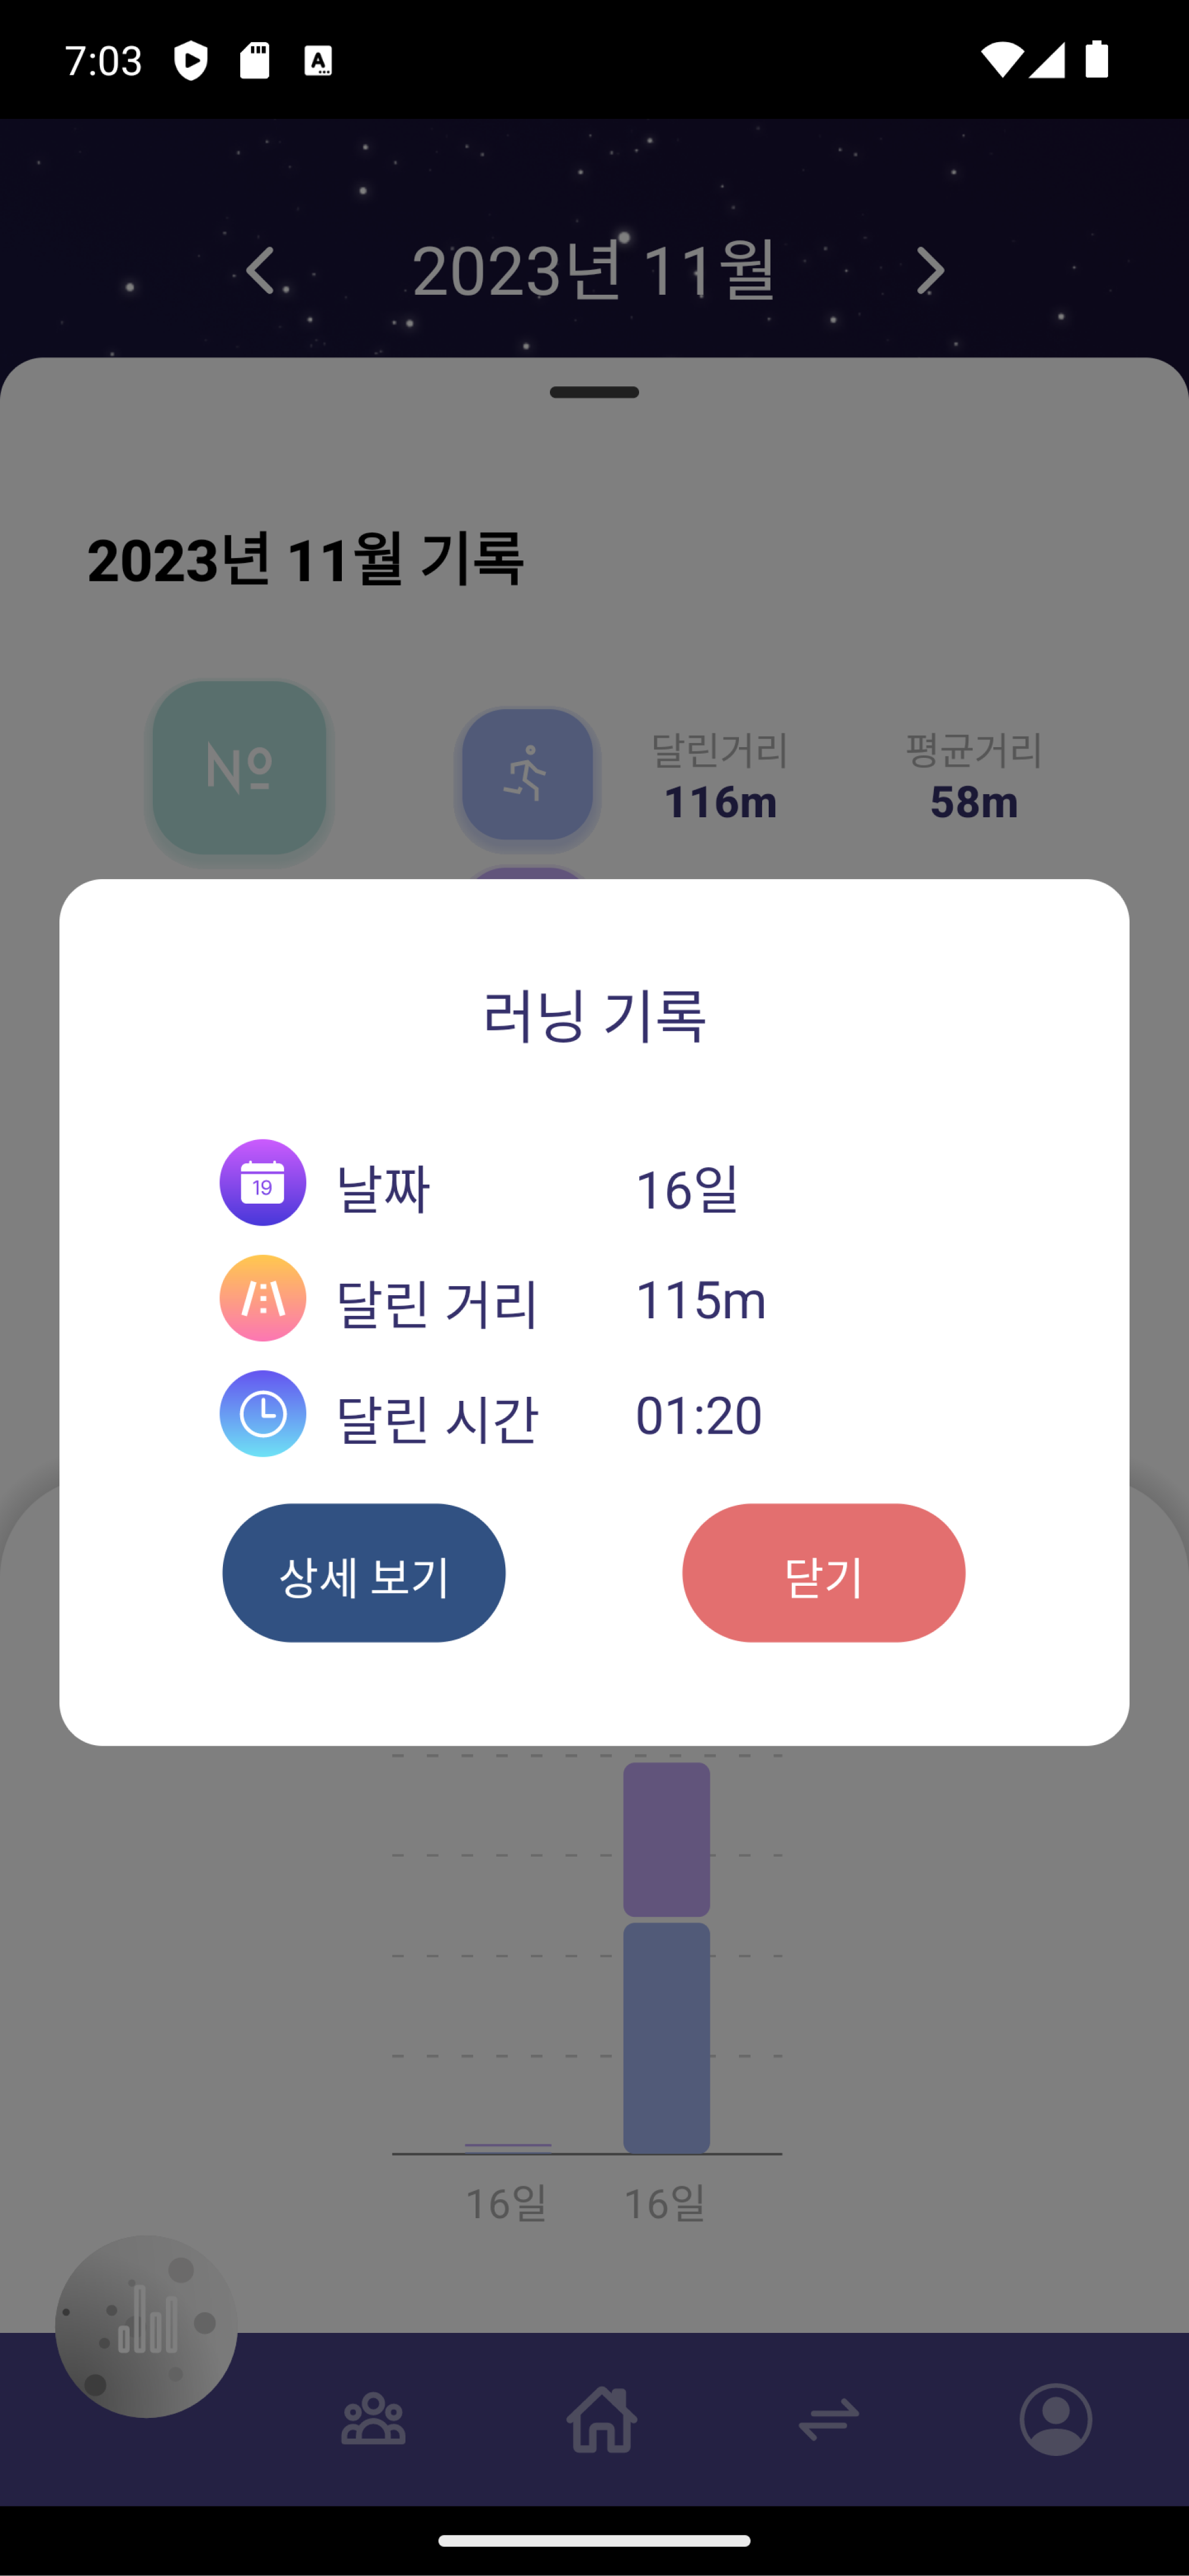 7:03
2023년 11월
2023년 11월 기록
№
달린거리 평균거리
116m 58m
러닝 기록
19 날짜 16일
달린 거리 115m
달린 시간 01:20
상세 보기 닫기
16일 16일